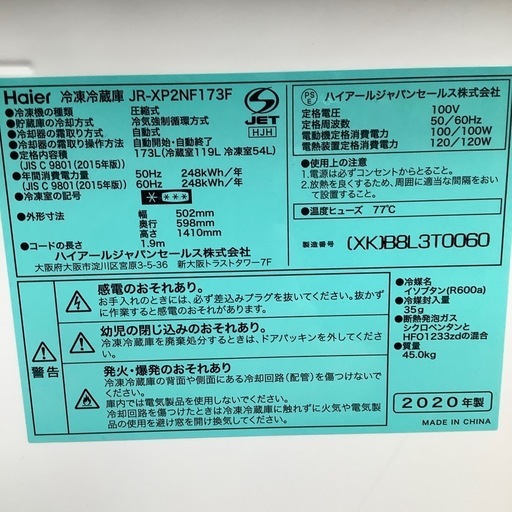 Haier 冷凍冷蔵庫 JR-XP2NF173F
JET
HJH
●冷凍機の種類 圧縮式
●貯蔵庫の冷却方式 冷気強制循環方式
●冷却器の霜取り方式 自動式
●冷却器の霜取り操作方式 自動開始・自動終了
●定格内容積 173L(冷蔵室119L 冷凍室54L)
(JIS C 9801(2015年版))
●年間消費電力量 50Hz 248kWh/年
(JIS C 9801(2015年版)) 60Hz 248kWh/年
●冷凍室の記号
●外形寸法 幅 502mm
奥行 598mm
高さ 1410mm
●コードの長さ 1.9m
ハイアールジャパンセールス株式会社
大阪府大阪市淀川区宮原3-5-36 新大阪トラストタワー7F
PS
E
ハイアールジャパンセールス株式会社
定格電圧 100V
定格周波数 50/60Hz
電動機定格消費電力 100/100W
電熱装置定格消費電力 120/120W
●使用上の注意
1.電源は必ずコンセントからとること。
2.放熱を良くするため、周囲に適当な間隔をおいて設置すること。
●温度ヒューズ 77℃
製造番号 (XK)B8L3T0060
警告
感電のおそれあり。
お手入れのときには、必ず差込みプラグを抜いてください。抜かずに作業すると感電のおそれがあります。
幼児の閉じ込めのおそれあり。
冷凍冷蔵庫を廃棄処分するときは、ドアパッキンを外してください。
発火・爆発のおそれあり
冷凍冷蔵庫の背面や側面にある冷却回路(配管)を傷つけないでください。
庫内では電気製品を使用しないでください。
冷却回路を傷つけたときは冷凍冷蔵庫に触れずに火気や電気製品の使用を避け窓を開け換気してください。
●冷媒名
イソブタン(R600a)
●冷媒封入量
35g
●断熱発泡ガス
シクロペンタンと
HFO1233zdの混合
●質量
45.0kg
2020年製
MADE IN CHINA